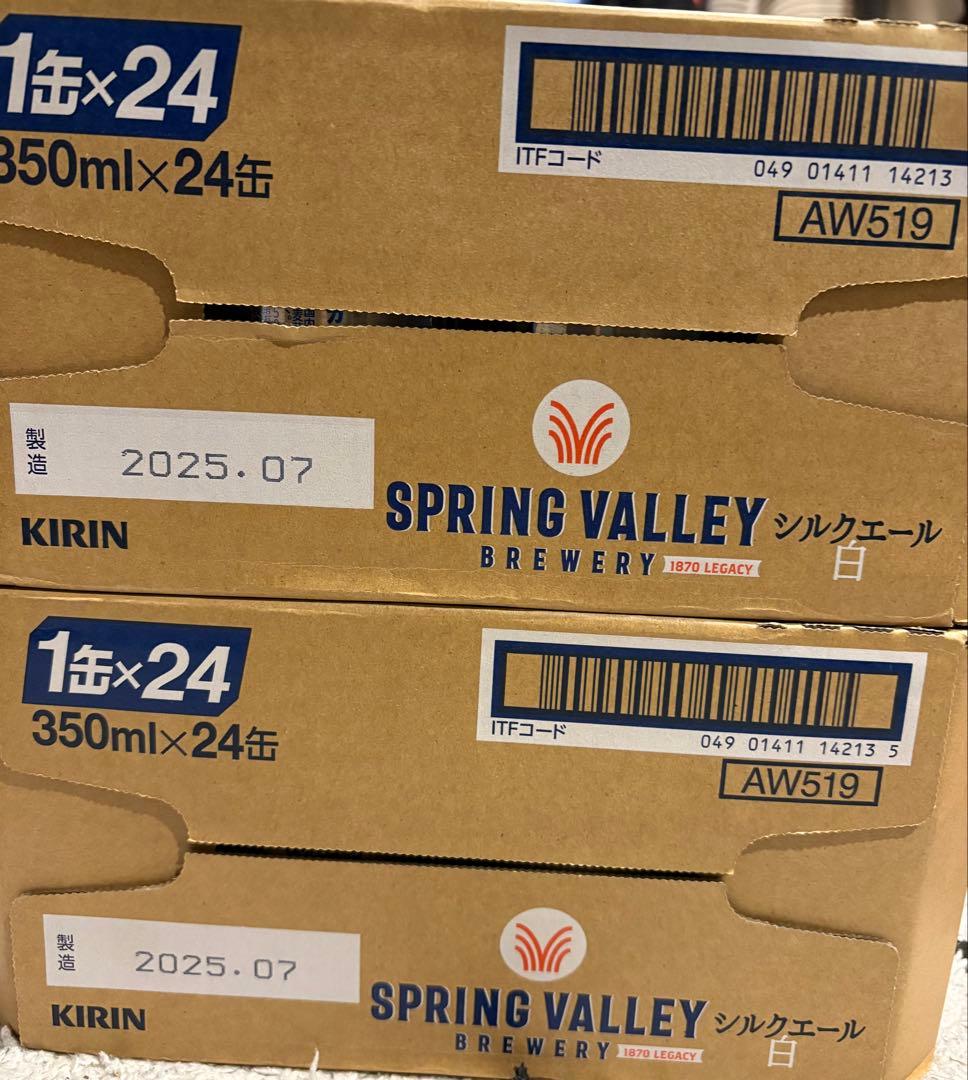 1缶×24
350ml×24缶
ITFコード
049 01411 14213
AW519
製造
2025.07
KIRIN
SPRING VALLEY
BREWERY
1870 LEGACY
シルクエール
白
1缶×24
350ml×24缶
ITFコード
049 01411 14213 5
AW519
製造
2025.07
KIRIN
SPRING VALLEY
BREWERY
1870 LEGACY
シルクエール
白